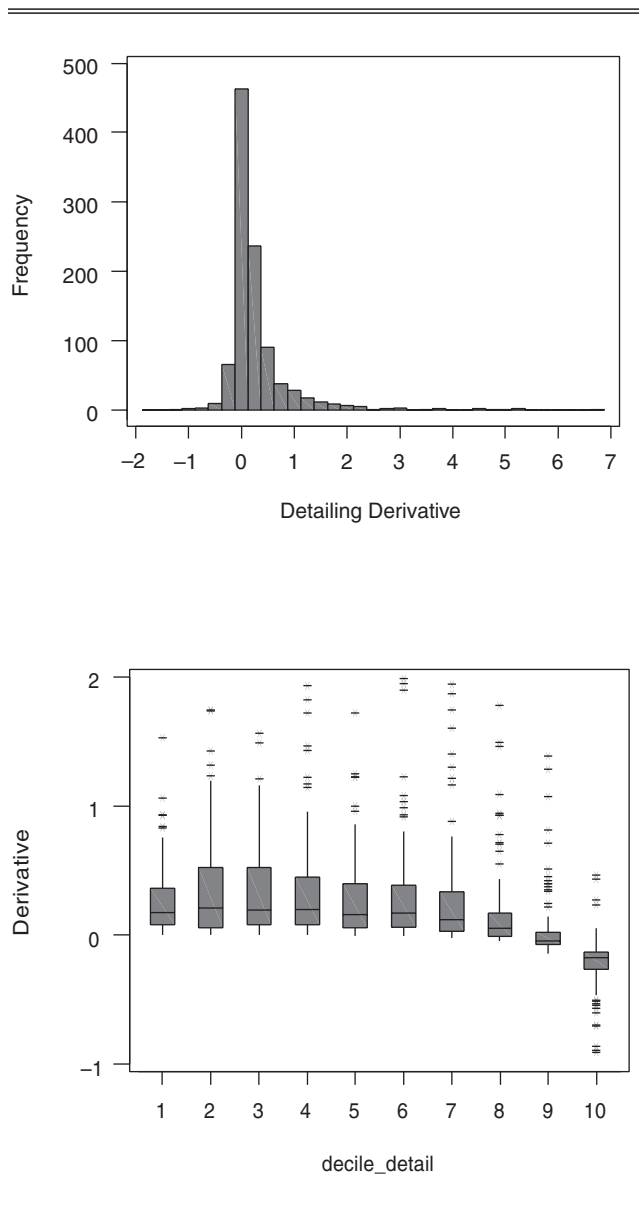 500
400
300
200
100
0
Frequency
–2 –1 0 1 2 3 4 5 6 7
Detailing Derivative
2
1
0
–1
Derivative
1 2 3 4 5 6 7 8 9 10
decile_detail